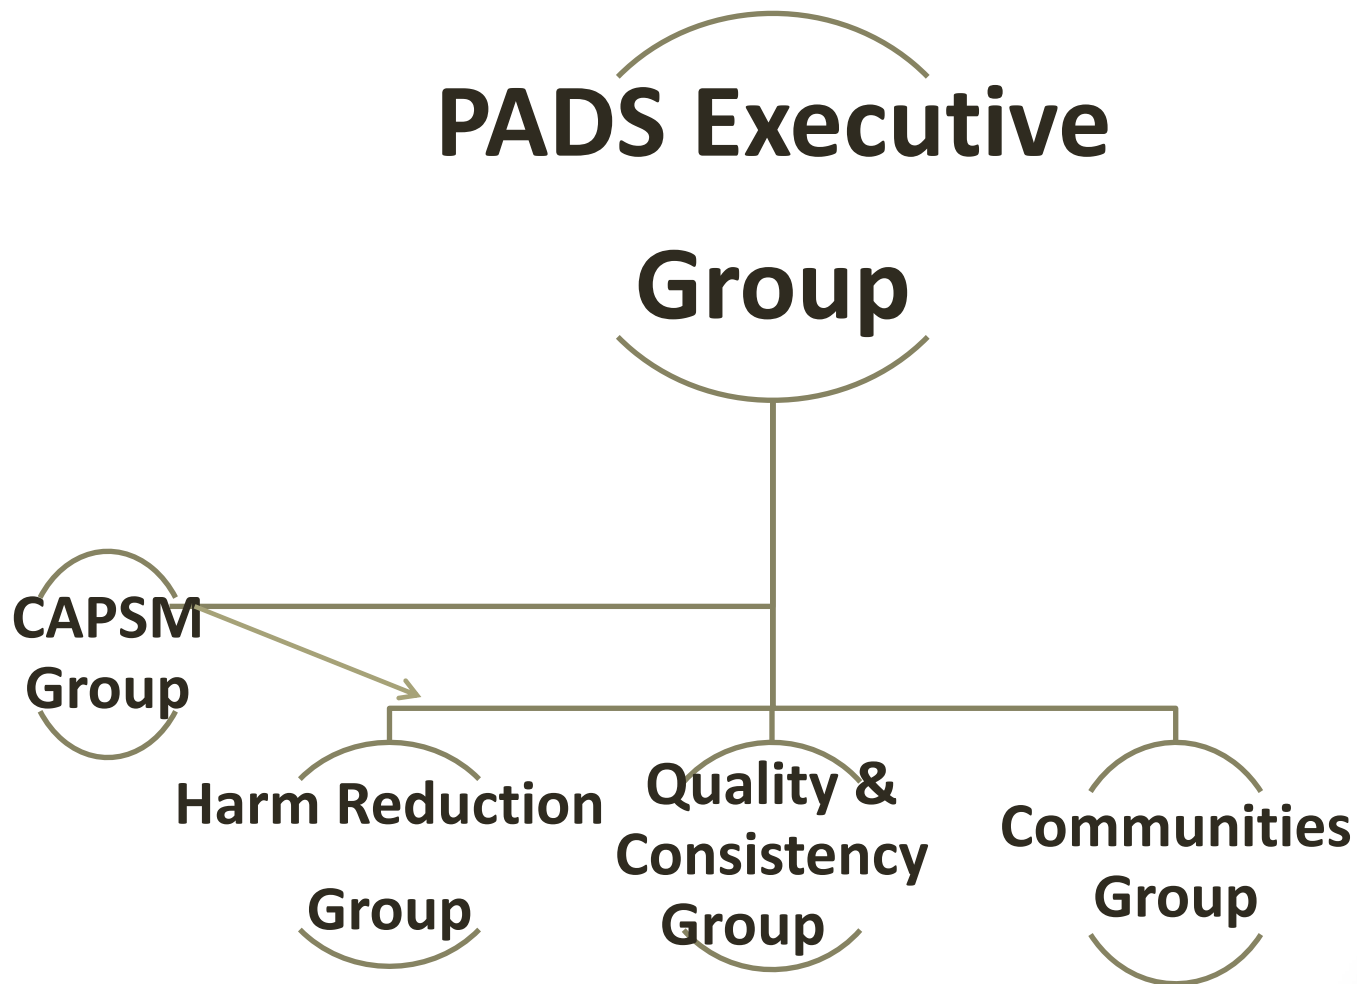 PADS Executive
Group
CAPSM
Group
Harm Reduction
Group
Quality &
Consistency
Group
Communities
Group